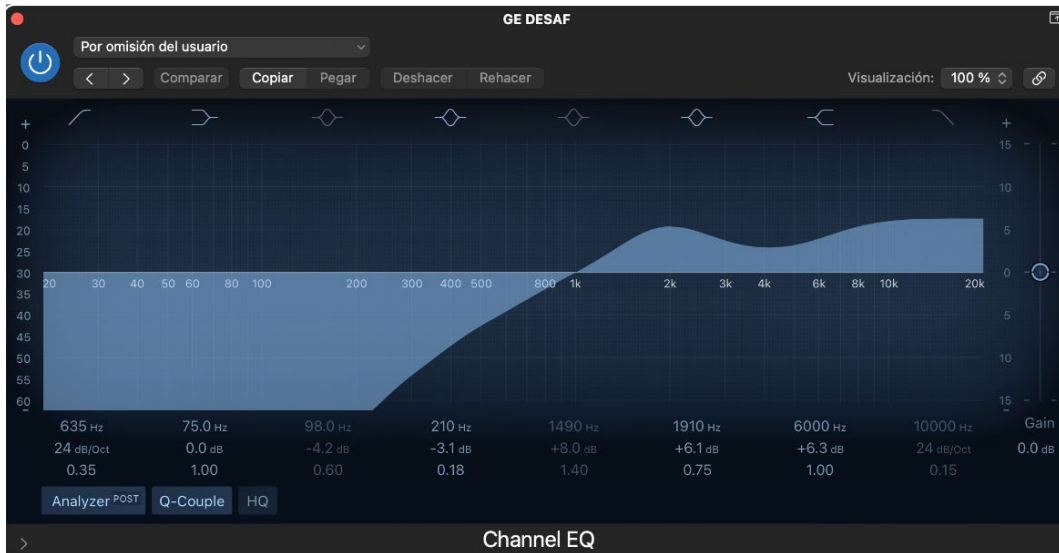 GE DESAF
Por omisión del usuario
Comparar Copiar Pegar Deshacer Rehacer Visualización: 100 %
+ +
0 15
5
10 10
15
20 5
25
30 0
20 30 40 50 60 80 100 200 300 400 500 800 1k 2k 3k 4k 6k 8k 10k 20k
35
40 5
45
50 10
55
60 15
- -
635 Hz 75.0 Hz 98.0 Hz 210 Hz 1490 Hz 1910 Hz 6000 Hz 10000 Hz Gain
24 dB/Oct 0.0 dB -4.2 dB -3.1 dB +8.0 dB +6.1 dB +6.3 dB 24 dB/Oct 0.0 dB
0.35 1.00 0.60 0.18 1.40 0.75 1.00 0.15
Analyzer POST Q-Couple HQ
Channel EQ